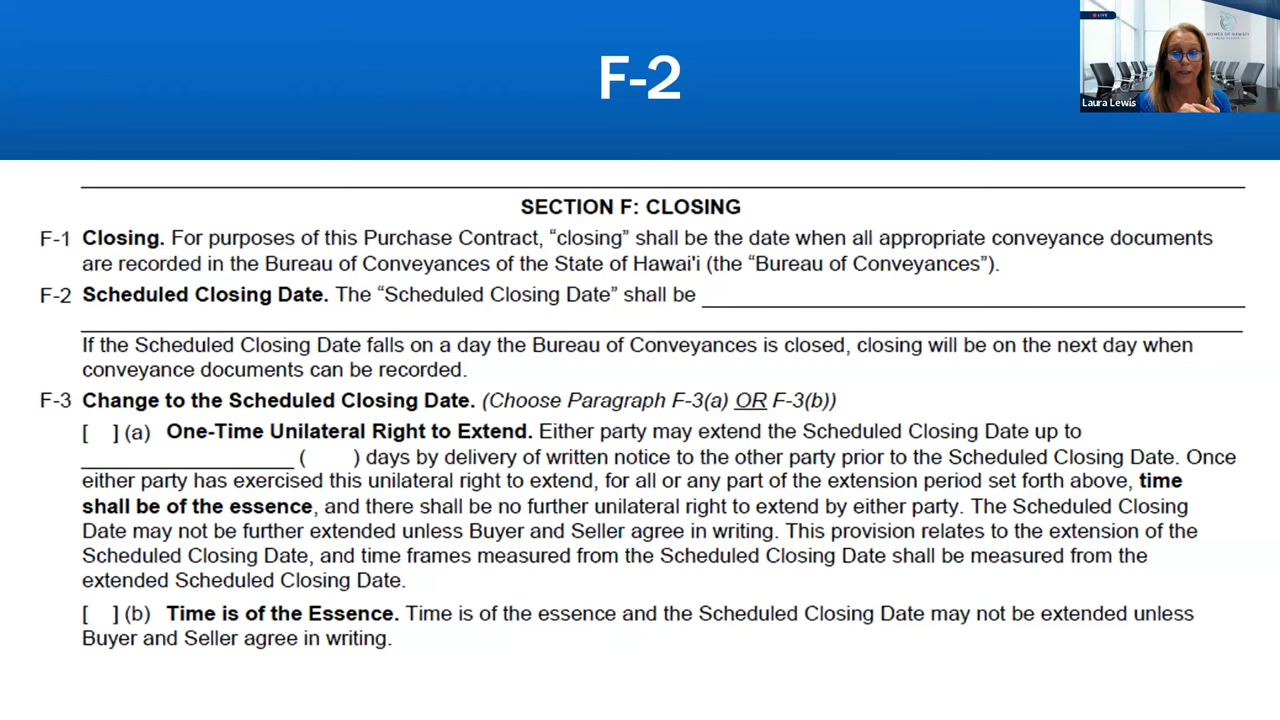 F-2
LIVE
HOMES OF HAWAI'I
REAL ESTATE
Laura Lewis
SECTION F: CLOSING
F-1 Closing. For purposes of this Purchase Contract, “closing” shall be the date when all appropriate conveyance documents
are recorded in the Bureau of Conveyances of the State of Hawai'i (the “Bureau of Conveyances”).
F-2 Scheduled Closing Date. The “Scheduled Closing Date” shall be
If the Scheduled Closing Date falls on a day the Bureau of Conveyances is closed, closing will be on the next day when
conveyance documents can be recorded.
F-3 Change to the Scheduled Closing Date. (Choose Paragraph F-3(a) OR F-3(b))
[ ] (a) One-Time Unilateral Right to Extend. Either party may extend the Scheduled Closing Date up to
____________________ ( ) days by delivery of written notice to the other party prior to the Scheduled Closing Date. Once
either party has exercised this unilateral right to extend, for all or any part of the extension period set forth above, time
shall be of the essence, and there shall be no further unilateral right to extend by either party. The Scheduled Closing
Date may not be further extended unless Buyer and Seller agree in writing. This provision relates to the extension of the
Scheduled Closing Date, and time frames measured from the Scheduled Closing Date shall be measured from the
extended Scheduled Closing Date.
[ ] (b) Time is of the Essence. Time is of the essence and the Scheduled Closing Date may not be extended unless
Buyer and Seller agree in writing.